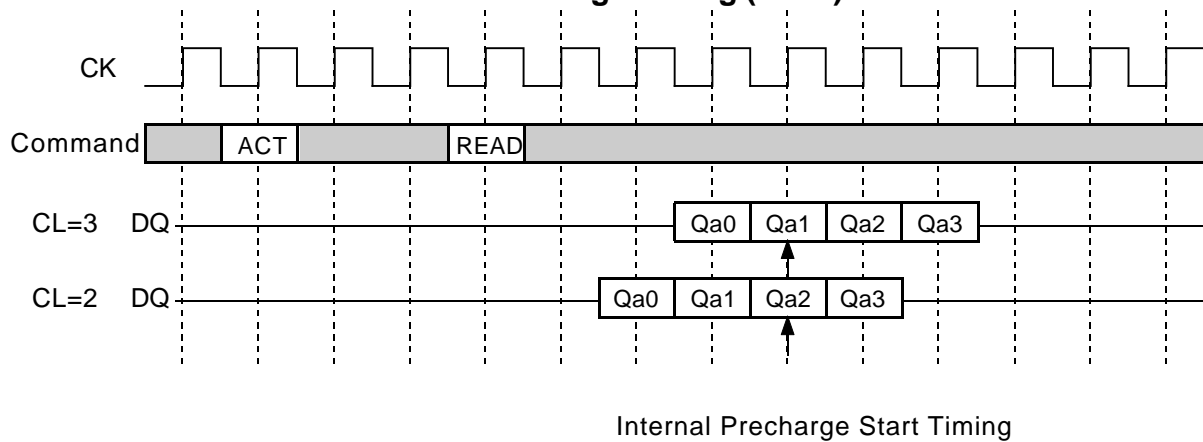 CK
Command ACT READ
CL=3 DQ Qa0 Qa1 Qa2 Qa3
CL=2 DQ Qa0 Qa1 Qa2 Qa3
Internal Precharge Start Timing